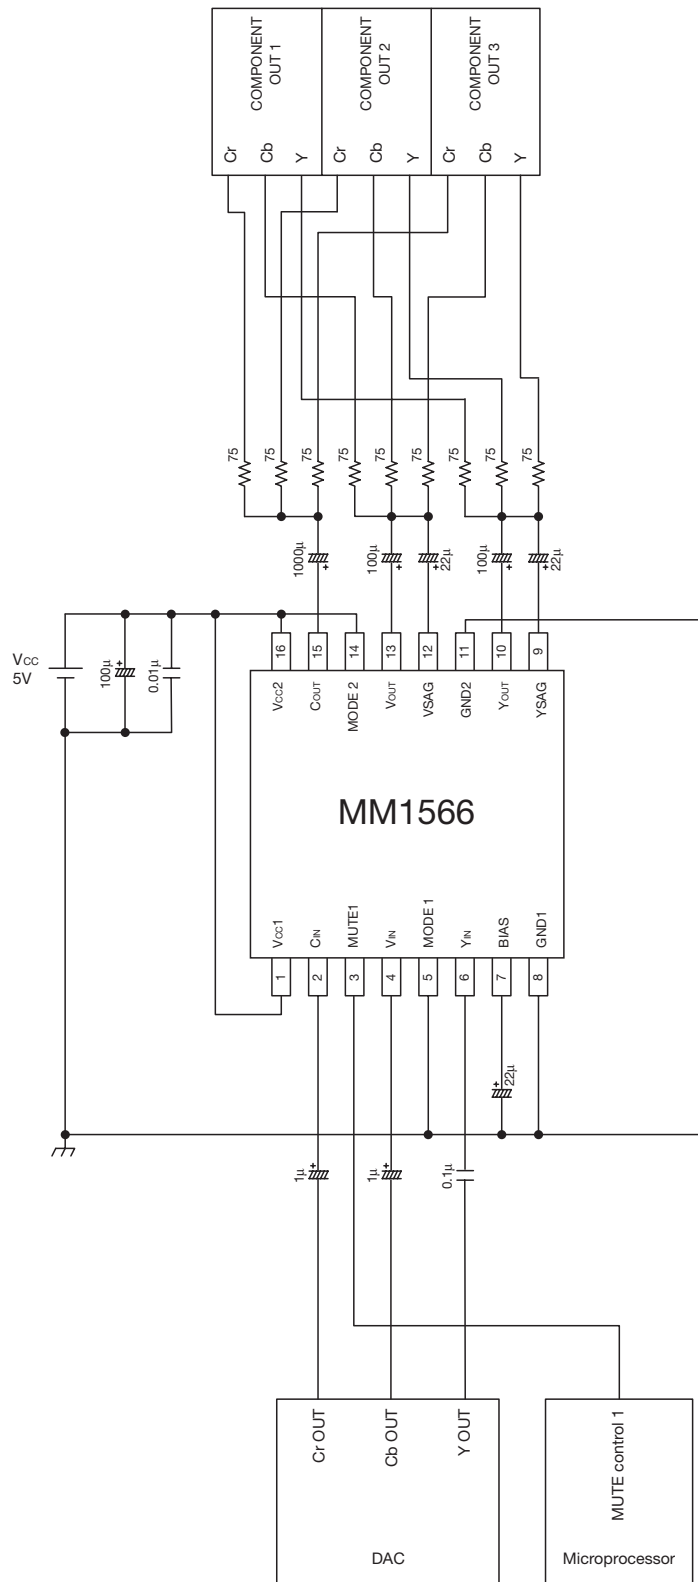 COMPONENT
OUT 1
COMPONENT
OUT 2
COMPONENT
OUT 3
Cr
Cb
Y
Cr
Cb
Y
Cr
Cb
Y
75
75
75
75
75
75
75
75
75
1000μ
+
100μ
+
22μ
+
100μ
+
22μ
+
VCC
5V
100μ
+
0.01μ
16
15
14
13
12
11
10
9
VCC2
COUT
MODE 2
VOUT
VSAG
GND2
YOUT
YSAG
MM1566
VCC1
CIN
MUTE1
VIN
MODE 1
YIN
BIAS
GND1
1
2
3
4
5
6
7
8
+
22μ
1μ
+
1μ
+
0.1μ
Cr OUT
Cb OUT
Y OUT
DAC
MUTE control 1
Microprocessor